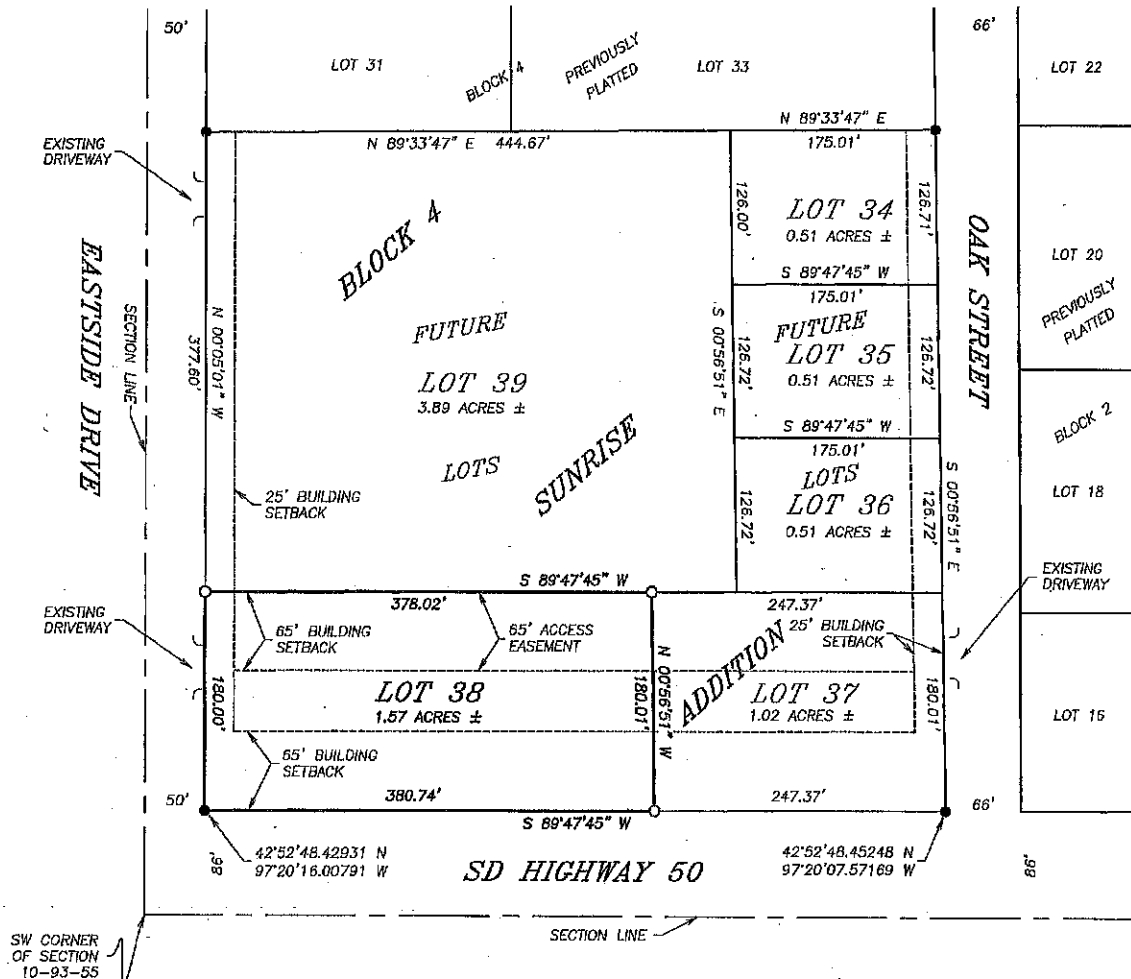 50'
66'
LOT 31
BLOCK 4
PREVIOUSLY
PLATTED
LOT 33
LOT 22
EXISTING
DRIVEWAY
N 89°33'47" E 444.67'
N 89°33'47" E
175.01'
126.00'
126.71'
LOT 34
0.51 ACRES ±
S 89°47'45" W
175.01'
BLOCK 4
EASTSIDE DRIVE
SECTION LINE
N 00°05'01" W
377.60'
FUTURE
LOT 39
3.89 ACRES ±
LOTS
SUNRISE
S 00°56'51" E
FUTURE
LOT 35
0.51 ACRES ±
126.72'
126.72'
S 89°47'45" W
175.01'
LOTS
LOT 36
0.51 ACRES ±
126.72'
126.72'
OAK STREET
S 00°56'51" E
LOT 20
PREVIOUSLY
PLATTED
BLOCK 2
LOT 18
25' BUILDING
SETBACK
S 89°47'45" W
378.02'
247.37'
EXISTING
DRIVEWAY
EXISTING
DRIVEWAY
65' BUILDING
SETBACK
65' ACCESS
EASEMENT
25' BUILDING
SETBACK
ADDITION
180.00'
LOT 38
1.57 ACRES ±
180.01'
N 00°56'51" W
LOT 37
1.02 ACRES ±
180.01'
LOT 16
65' BUILDING
SETBACK
50'
380.74'
247.37'
66'
S 89°47'45" W
42°52'48.42931 N
97°20'16.00791 W
42°52'48.45248 N
97°20'07.57169 W
86'
SD HIGHWAY 50
86'
SECTION LINE
SW CORNER
OF SECTION
10-93-55